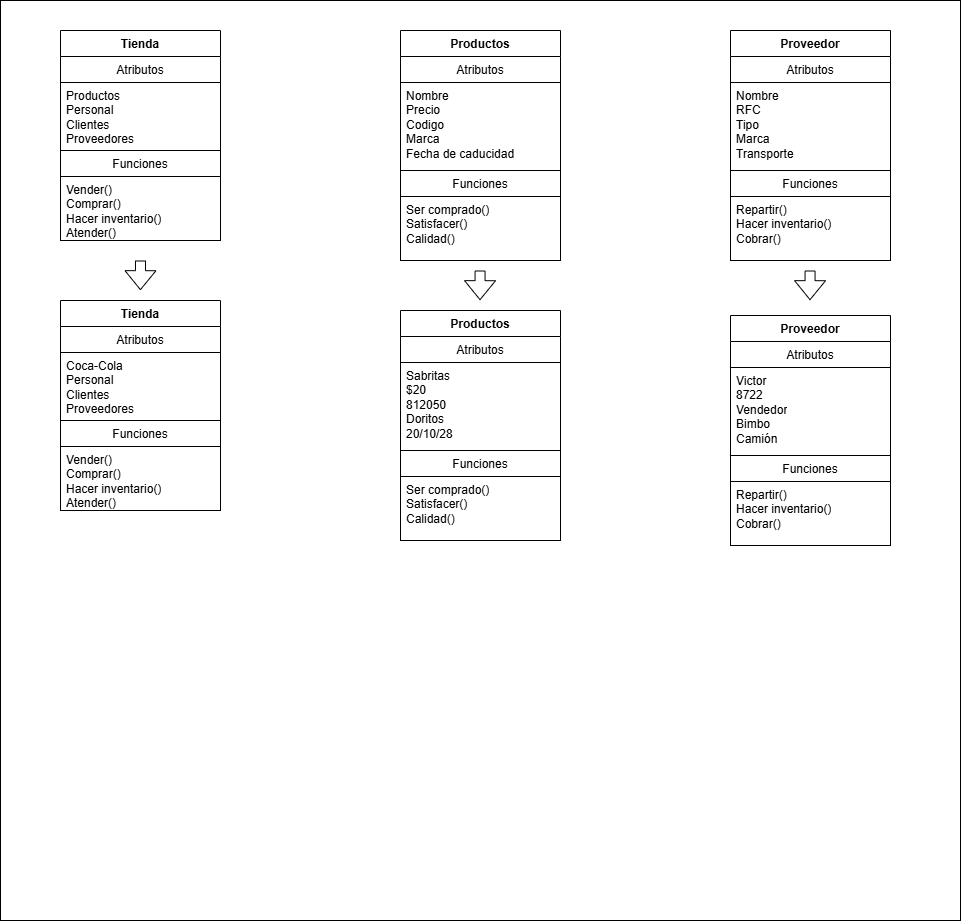 Tienda
Atributos
Productos
Personal
Clientes
Proveedores
Funciones
Vender()
Comprar()
Hacer inventario()
Atender()
Productos
Atributos
Nombre
Precio
Codigo
Marca
Fecha de caducidad
Funciones
Ser comprado()
Satisfacer()
Calidad()
Proveedor
Atributos
Nombre
RFC
Tipo
Marca
Transporte
Funciones
Repartir()
Hacer inventario()
Cobrar()
Tienda
Atributos
Coca-Cola
Personal
Clientes
Proveedores
Funciones
Vender()
Comprar()
Hacer inventario()
Atender()
Productos
Atributos
Sabritas
$20
812050
Doritos
20/10/28
Funciones
Ser comprado()
Satisfacer()
Calidad()
Proveedor
Atributos
Victor
8722
Vendedor
Bimbo
Camión
Funciones
Repartir()
Hacer inventario()
Cobrar()